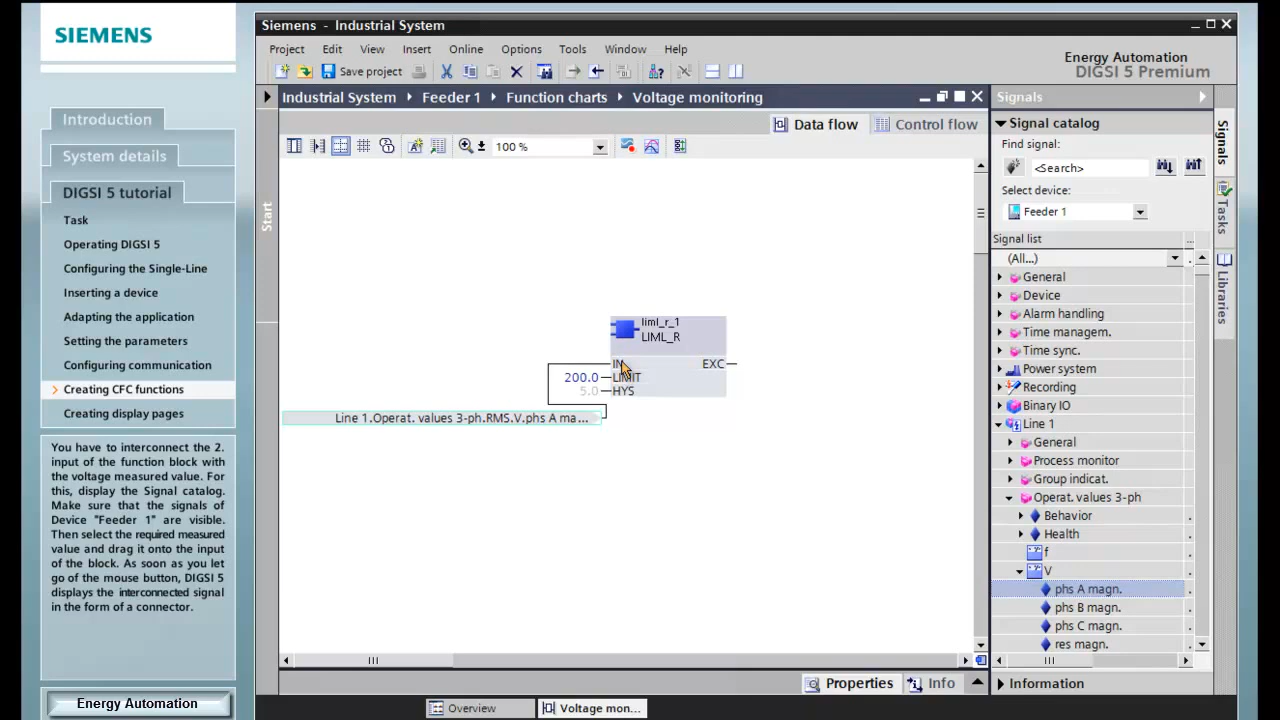 SIEMENS
Introduction
System details
DIGSI 5 tutorial
Task
Operating DIGSI 5
Configuring the Single-Line
Inserting a device
Adapting the application
Setting the parameters
Configuring communication
Creating CFC functions
Creating display pages
You have to interconnect the 2.
input of the function block with
the voltage measured value. For
this, display the Signal catalog.
Make sure that the signals of
Device "Feeder 1" are visible.
Then select the required measured
value and drag it onto the input
of the block. As soon as you let
go of the mouse button, DIGSI 5
displays the interconnected signal
in the form of a connector.
Energy Automation
Siemens - Industrial System
Project Edit View Insert Online Options Tools Window Help
Save project
Energy Automation
DIGSI 5 Premium
Industrial System Feeder 1 Function charts Voltage monitoring
Data flow Control flow
100 %
Start
liml_r_1
LIML_R
IN EXC
200.0 LIMIT
5.0 HYS
Line 1.Operat. values 3-ph.RMS.V.phs A ma...
Properties Info
Overview Voltage mon...
Signals
Signal catalog
Find signal:
<Search>
Select device:
Feeder 1
Signal list ...
(All...)
General
Device
Alarm handling
Time managem.
Time sync.
Power system
Recording
Binary IO
Line 1
General
Process monitor
Group indicat.
Operat. values 3-ph
Behavior
Health
f
V
phs A magn.
phs B magn.
phs C magn.
res magn.
Information
Signals
Tasks
Libraries